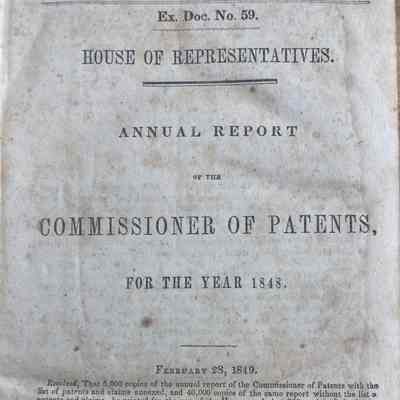 Ex. Doc. No. 59.
HOUSE OF REPRESENTATIVES.
ANNUAL REPORT
OF THE
COMMISSIONER OF PATENTS,
FOR THE YEAR 1848.
February 28, 1849.
Resolved, That 5,000 copies of the annual report of the Commissioner of Patents with the
list of patents and claims annexed, and 40,000 copies of the same report without the list o